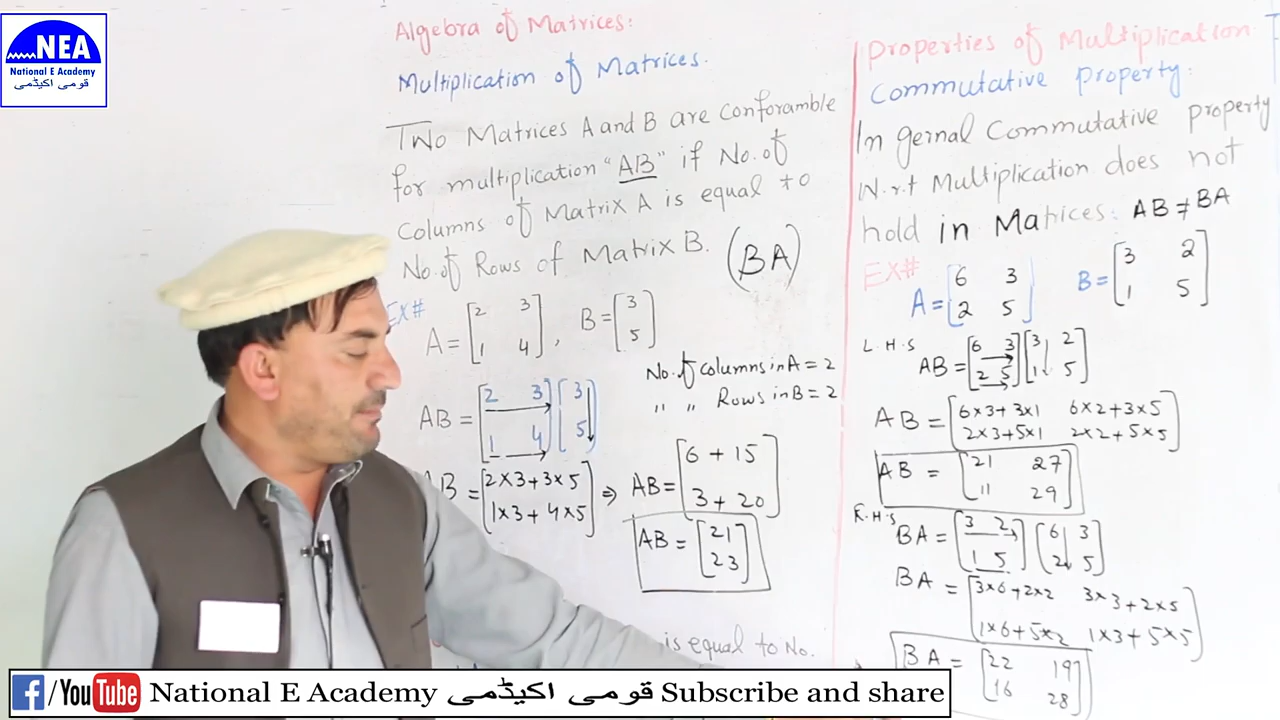 NEA
National E Academy
قومی اکیڈمی
Algebra of Matrices:
Multiplication of Matrices.
Two Matrices A and B are conforamble
for multiplication "AB" if No. of
Columns of Matrix A is equal to
No. of Rows of Matrix B. (BA)
EX#
A = [2 3
1 4], B = [3
5]
No. of columns in A = 2
" " Rows in B = 2
AB = [2 3
1 4] [3
5]
AB = [2×3+3×5
1×3+4×5] ⇒ AB = [6 + 15
3 + 20]
AB = [21
23]
is equal to No.
Properties of Multiplication
Commutative property:
In gernal Commutative property
W.r.t Multiplication does not
hold in Matrices: AB ≠ BA
EX#
A = [6 3
2 5] B = [3 2
1 5]
L.H.S
AB = [6 3
2 5] [3 2
1 5]
AB = [6×3+3×1 6×2+3×5
2×3+5×1 2×2+5×5]
AB = [21 27
11 29]
R.H.S
BA = [3 2
1 5] [6 3
2 5]
BA = [3×6+2×2 3×3+2×5
1×6+5×2 1×3+5×5]
BA = [22 19
16 28]
f/YouTube National E Academy قومی اکیڈمی Subscribe and share